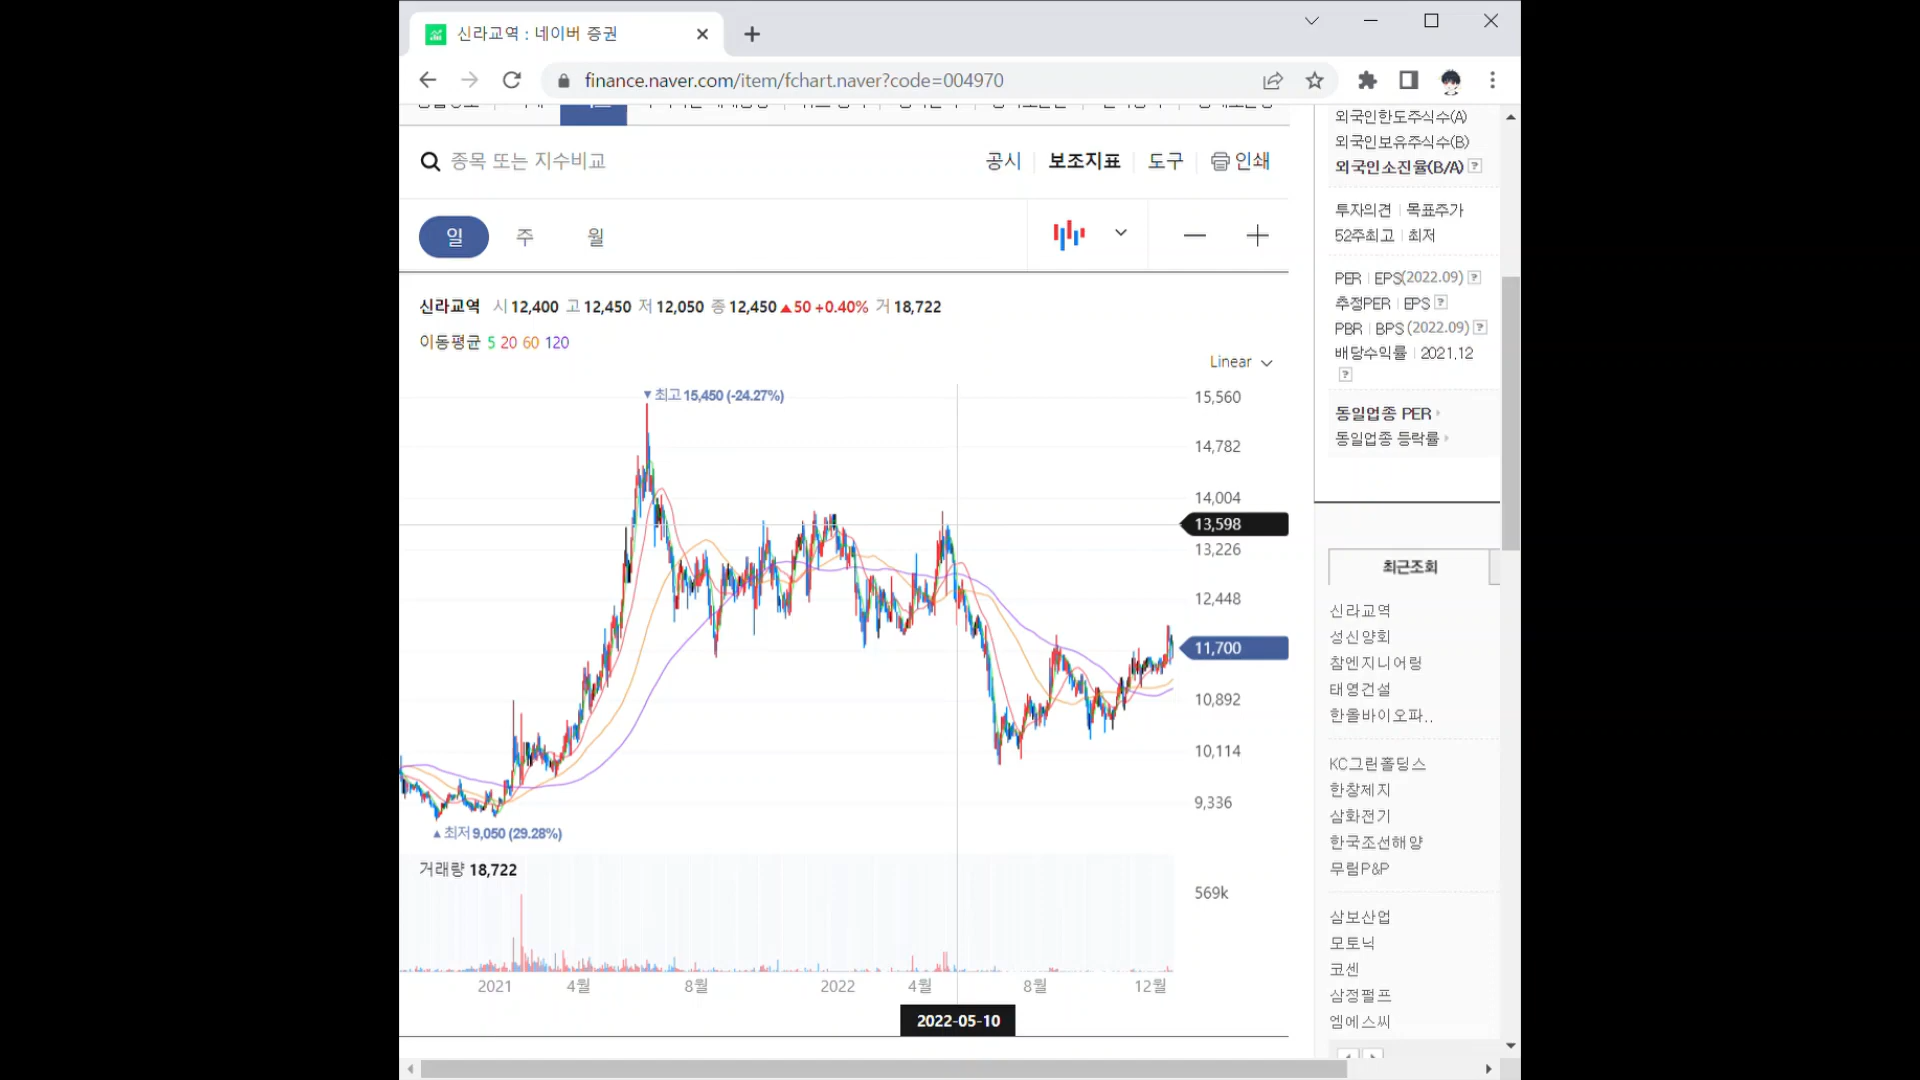 신라교역 : 네이버 증권
finance.naver.com/item/fchart.naver?code=004970
종목 또는 지수비교
공시 보조지표 도구 인쇄
일 주 월
신라교역 시 12,400 고 12,450 저 12,050 종 12,450 ▲50 +0.40% 거 18,722
이동평균 5 20 60 120
Linear
▼최고 15,450 (-24.27%)
15,560
14,782
14,004
13,598
13,226
12,448
11,700
10,892
10,114
9,336
▲최저 9,050 (29.28%)
거래량 18,722
569k
2021 4월 8월 2022 4월 8월 12월
2022-05-10
외국인한도주식수(A)
외국인보유주식수(B)
외국인소진율(B/A) ?
투자의견 | 목표주가
52주최고 | 최저
PER | EPS(2022.09) ?
추정PER | EPS ?
PBR | BPS (2022.09) ?
배당수익률 | 2021.12
?
동일업종 PER
동일업종 등락률
최근조회
신라교역
성신양회
참엔지니어링
태영건설
한올바이오파..
KC그린홀딩스
한창제지
삼화전기
한국조선해양
무림P&P
삼보산업
모토닉
코센
삼정펄프
엠에스씨